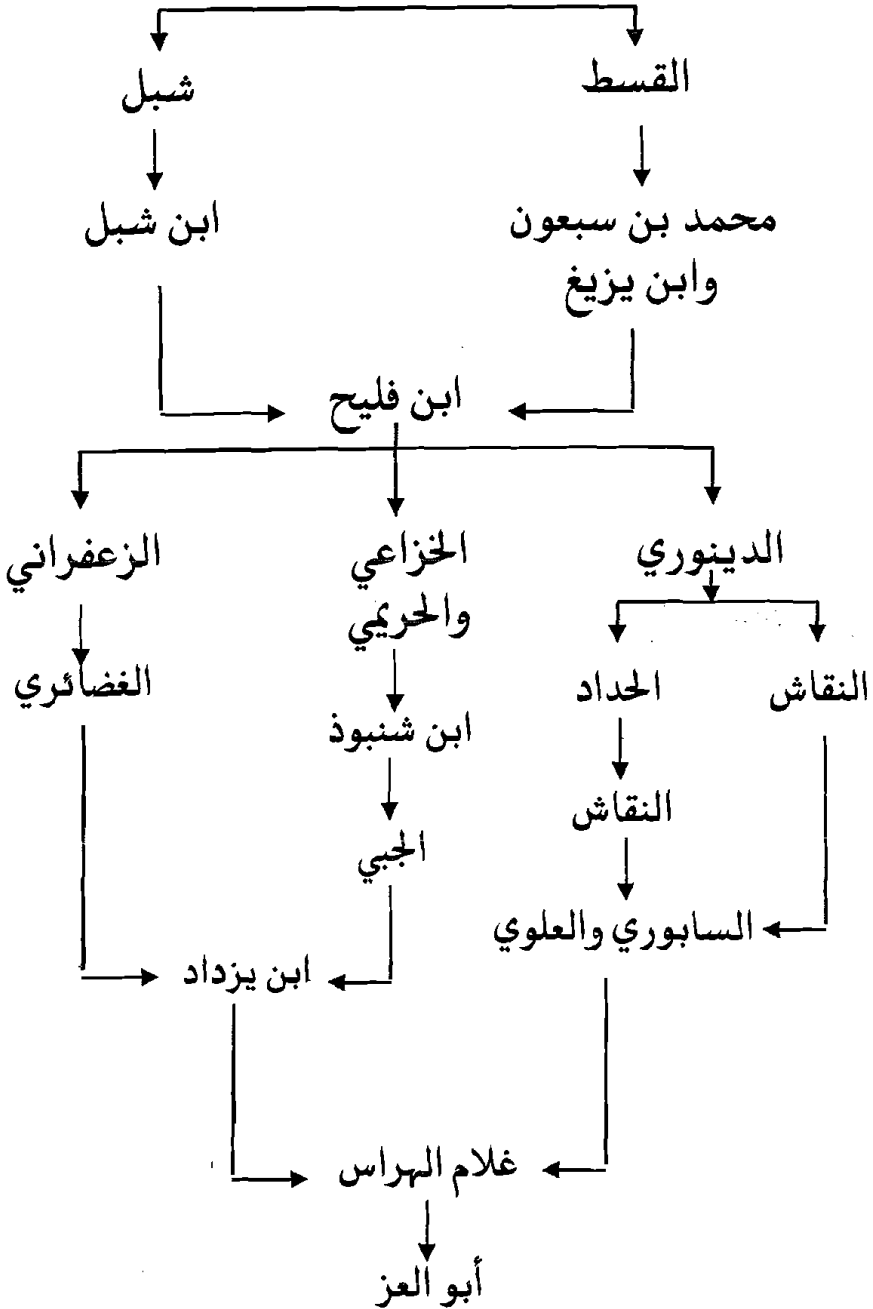 القسط
شبل
محمد بن سبعون
وابن يزيغ
ابن شبل
ابن فليح
الدينوري
الخزاعي
والحريمي
الزعفراني
النقاش
الحداد
الغضائري
ابن شنبوذ
النقاش
الجبي
السابوري والعلوي
ابن يزداد
غلام الهراس
أبو العز